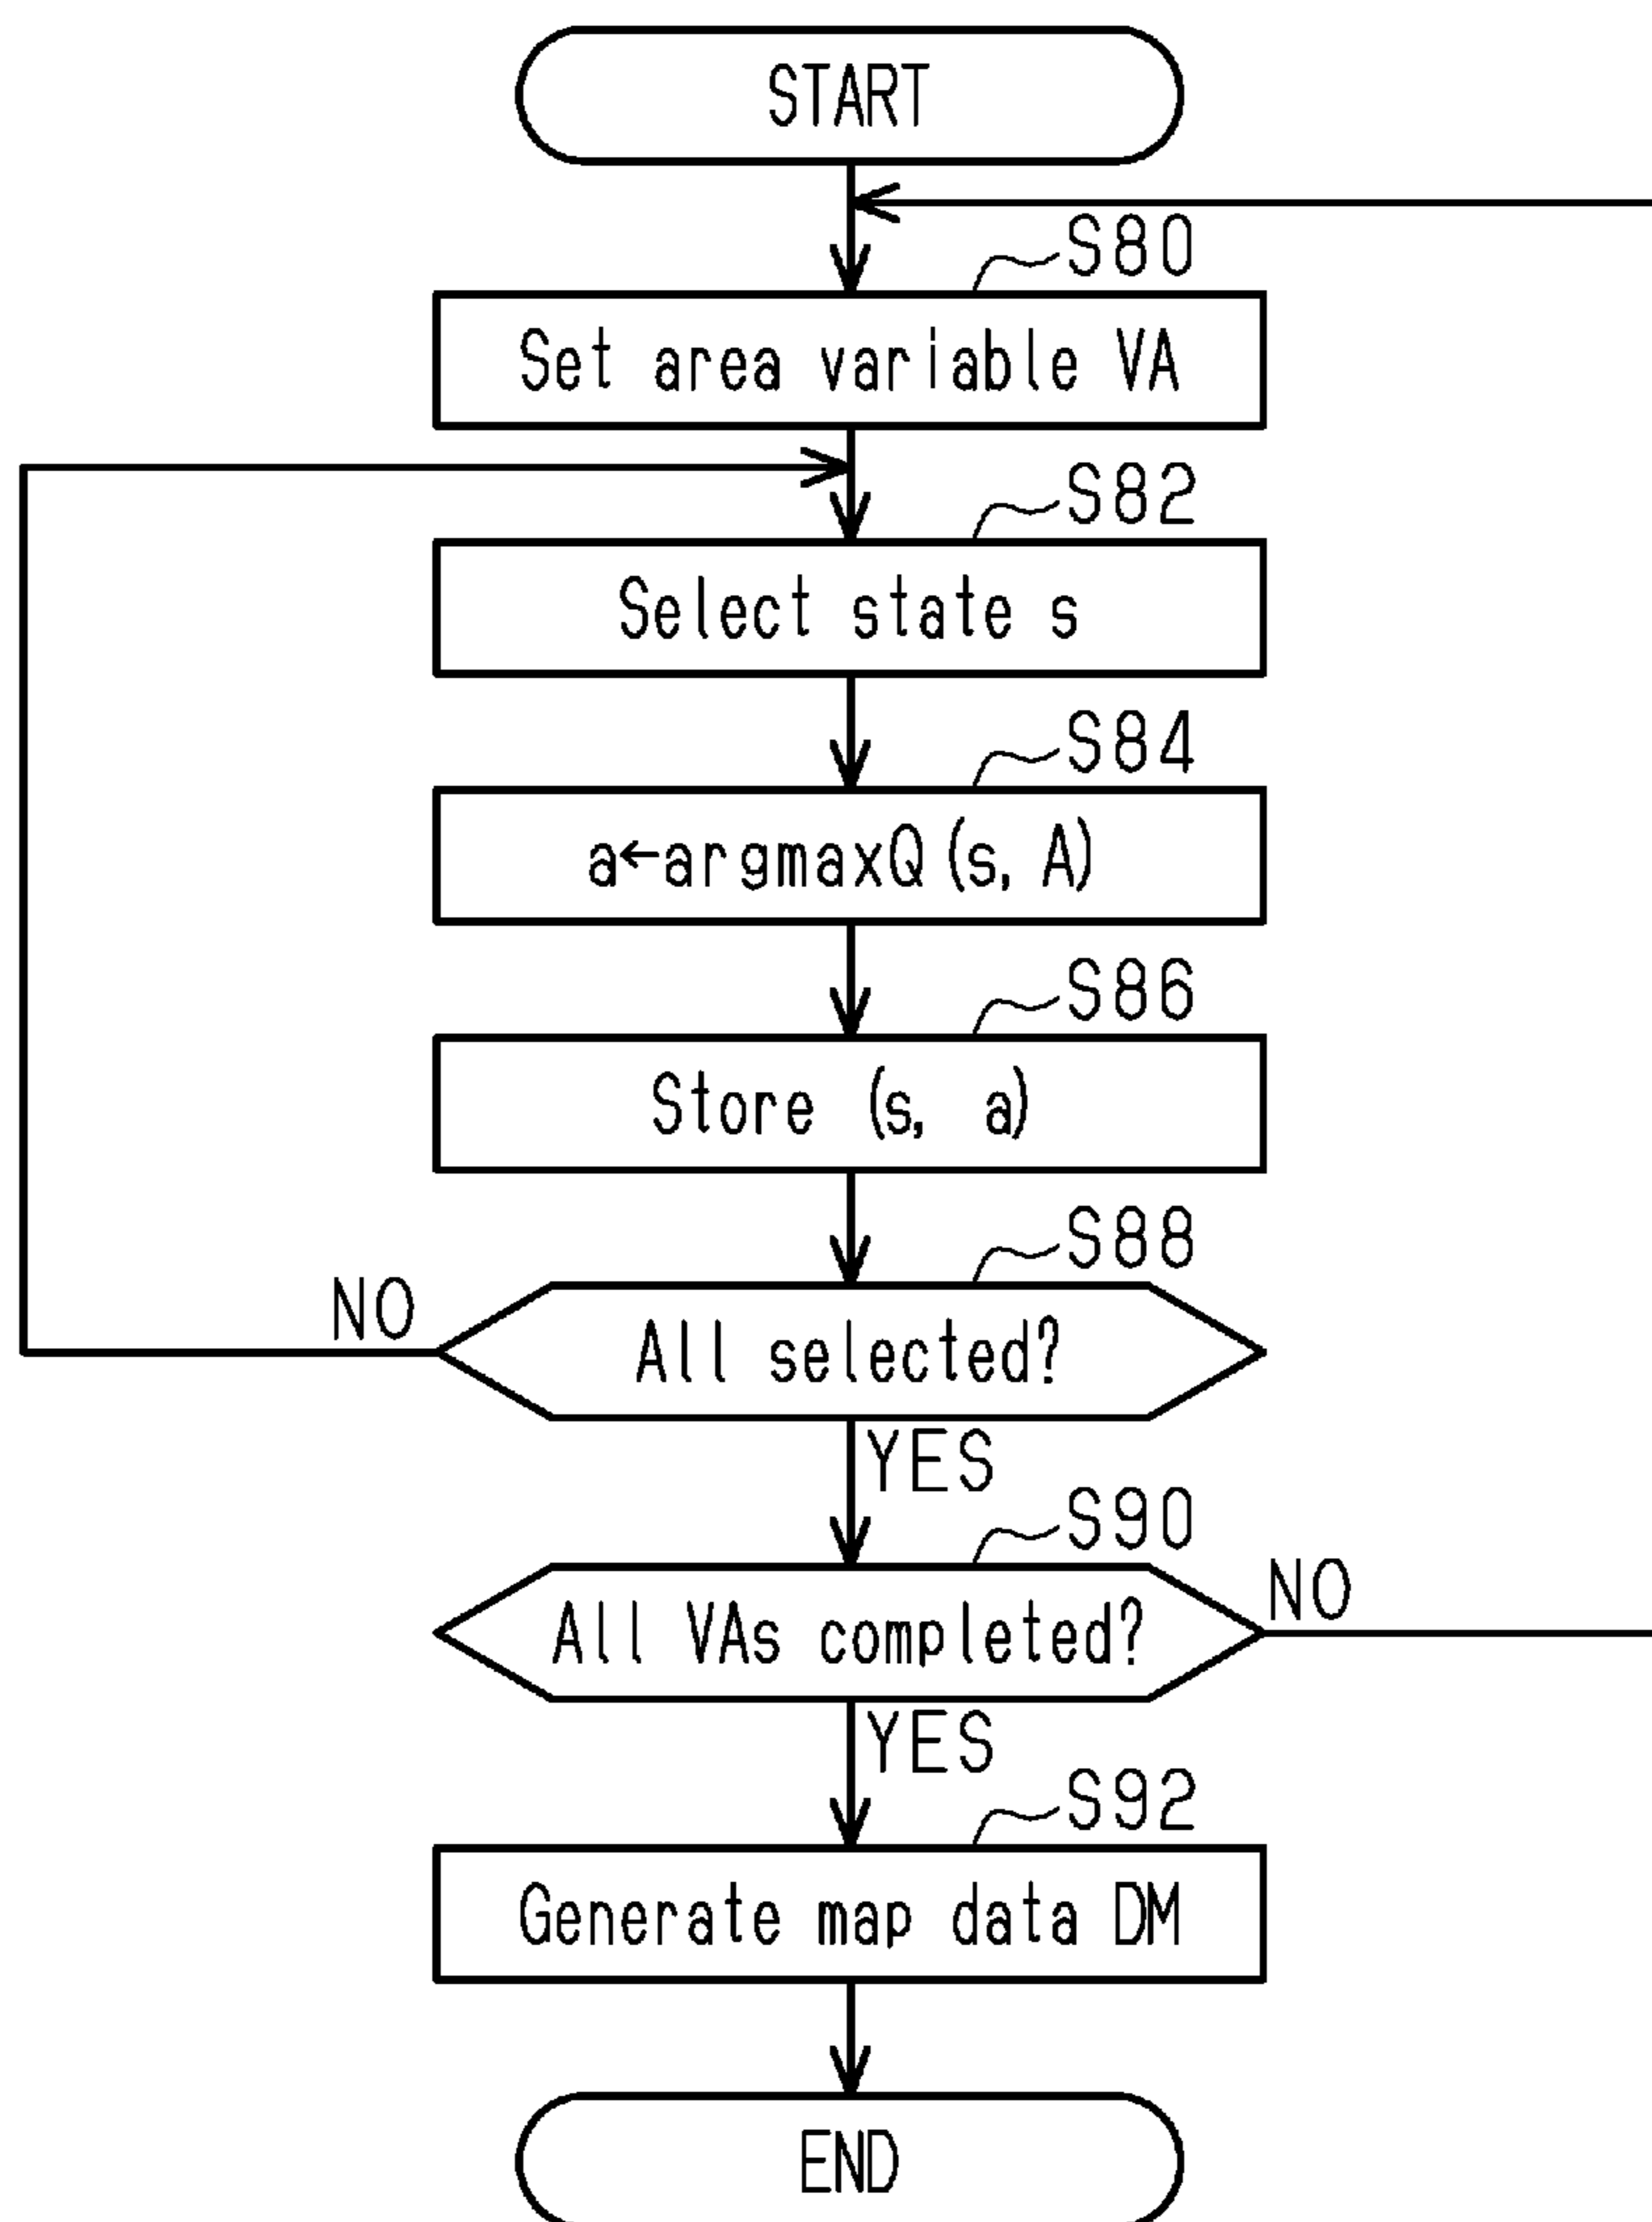 START
S80
Set area variable VA
S82
Select state s
S84
a←argmaxQ(s, A)
S86
Store (s, a)
S88
NO
All selected?
YES
S90
NO
All VAs completed?
YES
S92
Generate map data DM
END